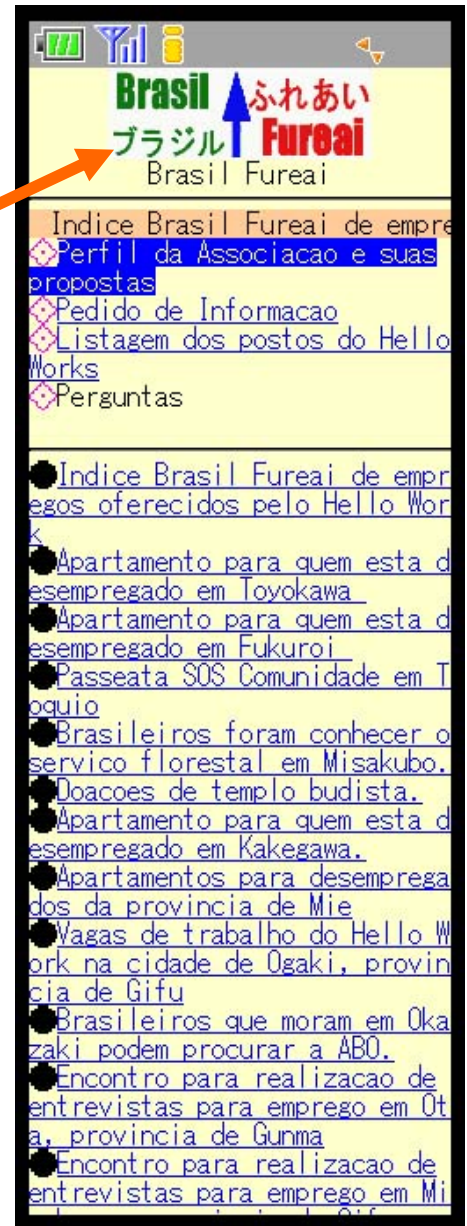 Brasil ふれあい
ブラジル Fureai
Brasil Fureai
Indice Brasil Fureai de empre
Perfil da Associacao e suas
propostas
Pedido de Informacao
Listagem dos postos do Hello
Works
Perguntas
●Indice Brasil Fureai de empr
egos oferecidos pelo Hello Wor
k
●Apartamento para quem esta d
esempregado em Toyokawa
●Apartamento para quem esta d
esempregado em Fukuroi
●Passeata SOS Comunidade em T
oquio
●Brasileiros foram conhecer o
servico florestal em Misakubo.
●Doacoes de templo budista.
●Apartamento para quem esta d
esempregado em Kakegawa.
●Apartamentos para desemprega
dos da provincia de Mie
●Vagas de trabalho do Hello W
ork na cidade de Ogaki, provin
cia de Gifu
●Brasileiros que moram em Oka
zaki podem procurar a ABO.
●Encontro para realizacao de
entrevistas para emprego em Ot
a, provincia de Gunma
●Encontro para realizacao de
entrevistas para emprego em Mi